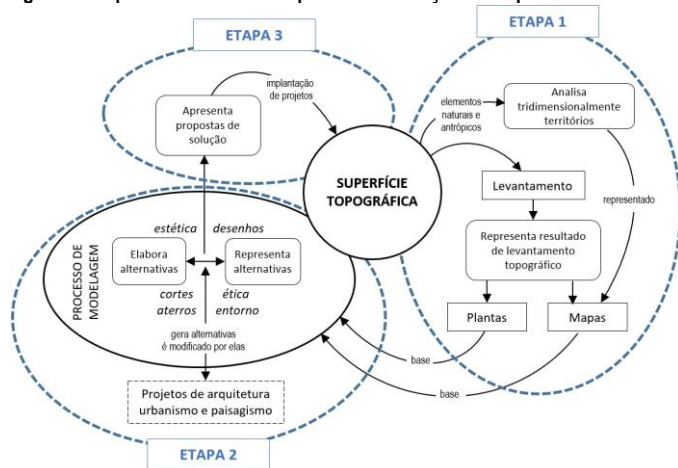 ETAPA 3
ETAPA 1
implantação
de projetos
Apresenta
propostas de
solução
elementos
naturais e
antrópicos
Analisa
tridimensionalmente
territórios
SUPERFÍCIE
TOPOGRÁFICA
Levantamento
representado
Representa resultado
de levantamento
topográfico
Plantas
Mapas
PROCESSO DE
MODELAGEM
estética
desenhos
Elabora
alternativas
Representa
alternativas
cortes
aterros
ética
entorno
gera alternativas
é modificado por elas
base
base
Projetos de arquitetura
urbanismo e paisagismo
ETAPA 2